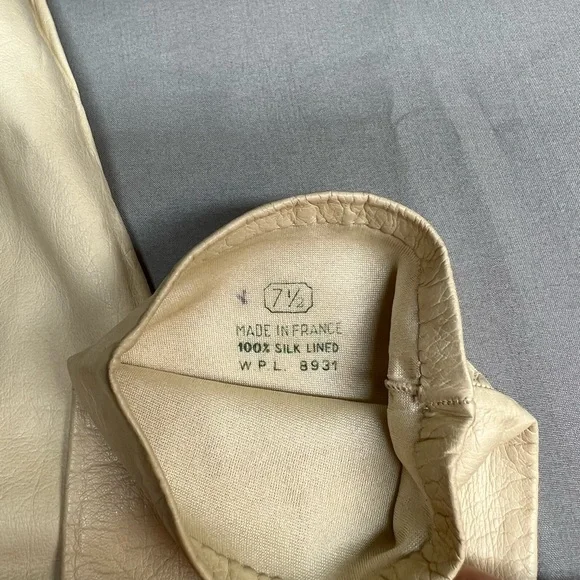 7½
MADE IN FRANCE
100% SILK LINED
W P.L. 8931